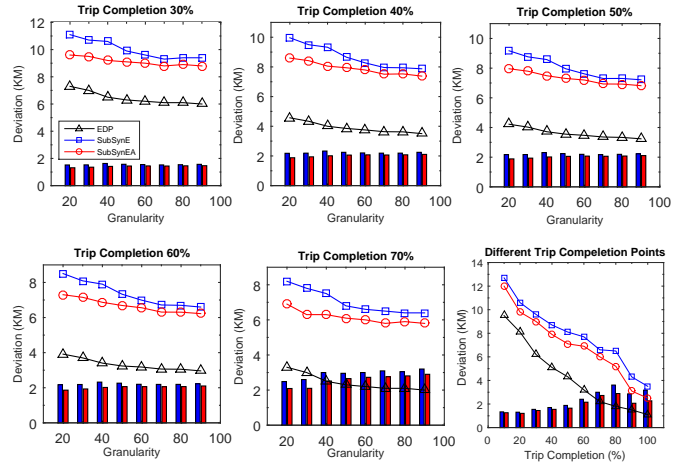 Trip Completion 30%
Deviation (KM)
12
10
8
6
4
2
0
EDP
SubSynE
SubSynEA
20 40 60 80 100
Granularity
Trip Completion 40%
Deviation (KM)
10
8
6
4
2
0
20 40 60 80 100
Granularity
Trip Completion 50%
Deviation (KM)
10
8
6
4
2
0
20 40 60 80 100
Granularity
Trip Completion 60%
Deviation (KM)
8
6
4
2
0
20 40 60 80 100
Granularity
Trip Completion 70%
Deviation (KM)
8
6
4
2
0
20 40 60 80 100
Granularity
Different Trip Compeletion Points
Deviation (KM)
14
12
10
8
6
4
2
0
0 20 40 60 80 100
Trip Completion (%)